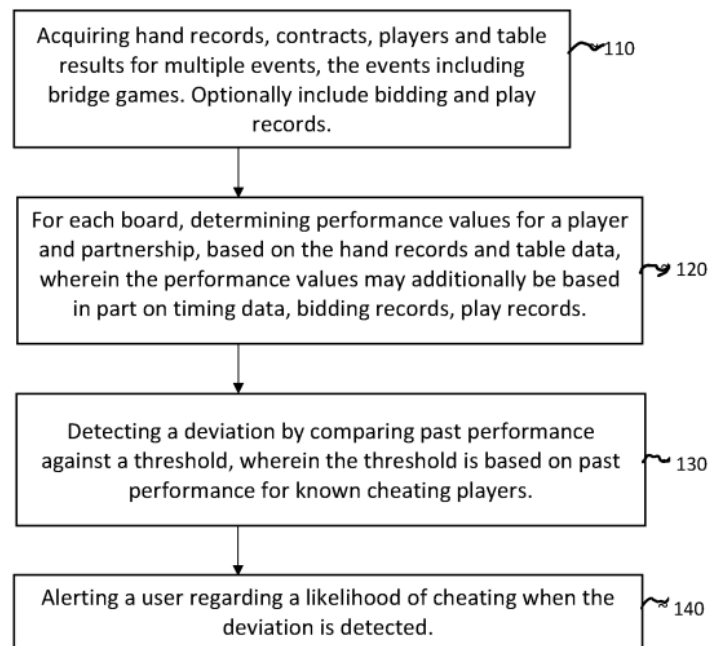 Acquiring hand records, contracts, players and table
results for multiple events, the events including
bridge games. Optionally include bidding and play
records.
110
For each board, determining performance values for a player
and partnership, based on the hand records and table data,
wherein the performance values may additionally be based
in part on timing data, bidding records, play records.
120
Detecting a deviation by comparing past performance
against a threshold, wherein the threshold is based on past
performance for known cheating players.
130
Alerting a user regarding a likelihood of cheating when the
deviation is detected.
140